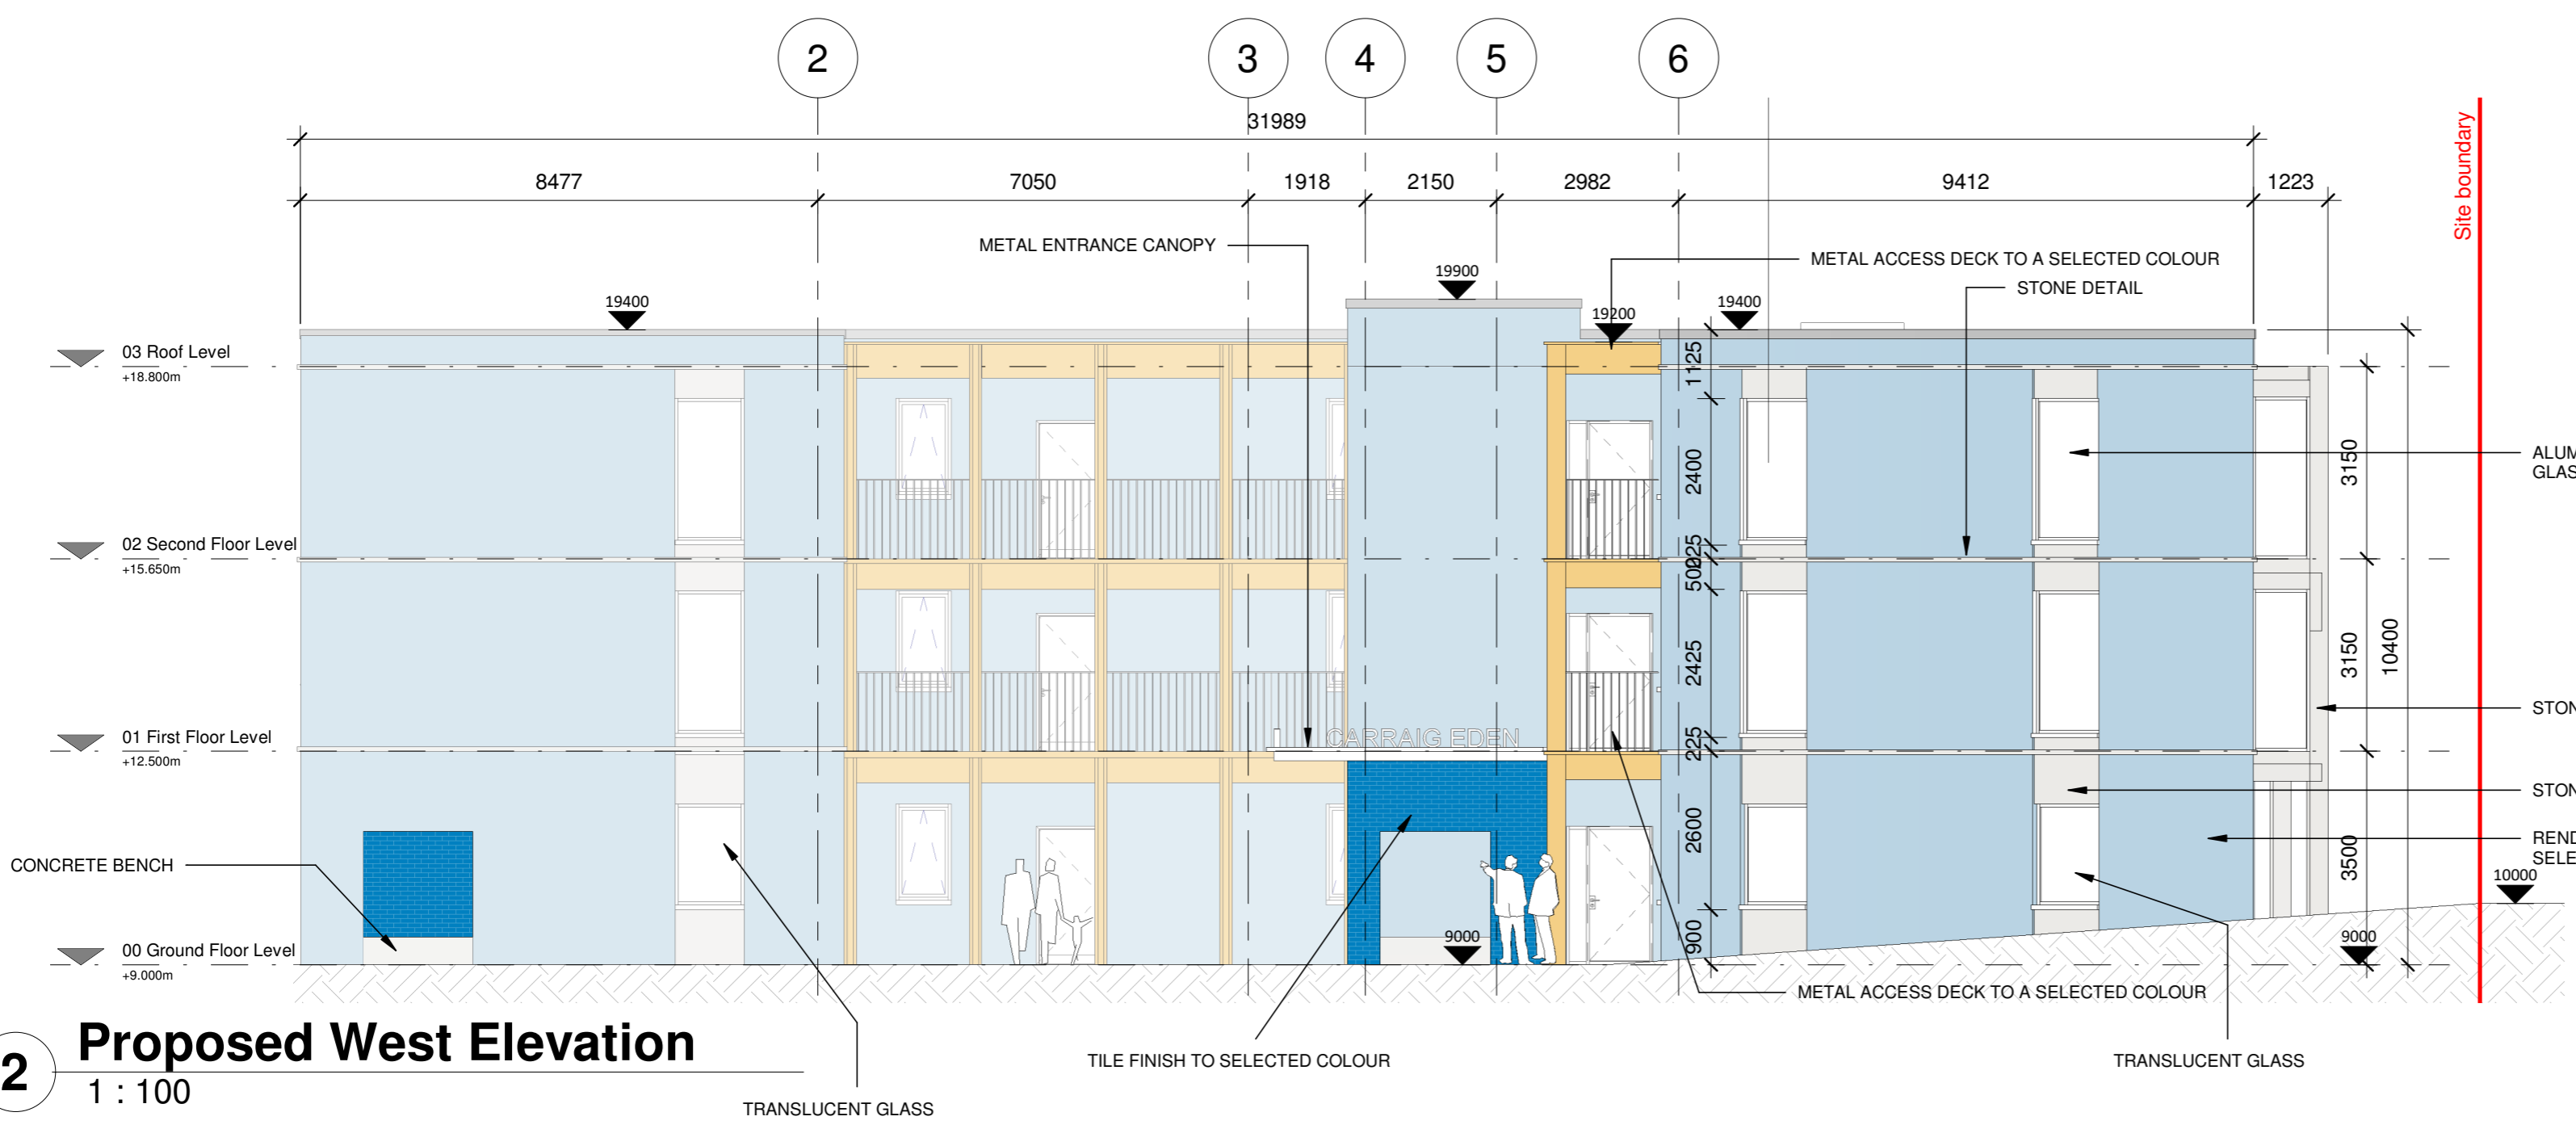 2
3
4
5
6
31989
8477
7050
1918
2150
2982
9412
1223
Site boundary
METAL ENTRANCE CANOPY
METAL ACCESS DECK TO A SELECTED COLOUR
STONE DETAIL
19400
19900
19200
19400
03 Roof Level
+18.800m
1125
2400
3150
02 Second Floor Level
+15.650m
225
500
2425
3150
10400
01 First Floor Level
+12.500m
CARRAIG EDEN
225
2600
3500
900
CONCRETE BENCH
10000
00 Ground Floor Level
+9.000m
9000
9000
METAL ACCESS DECK TO A SELECTED COLOUR
2
Proposed West Elevation
1 : 100
TILE FINISH TO SELECTED COLOUR
TRANSLUCENT GLASS
TRANSLUCENT GLASS